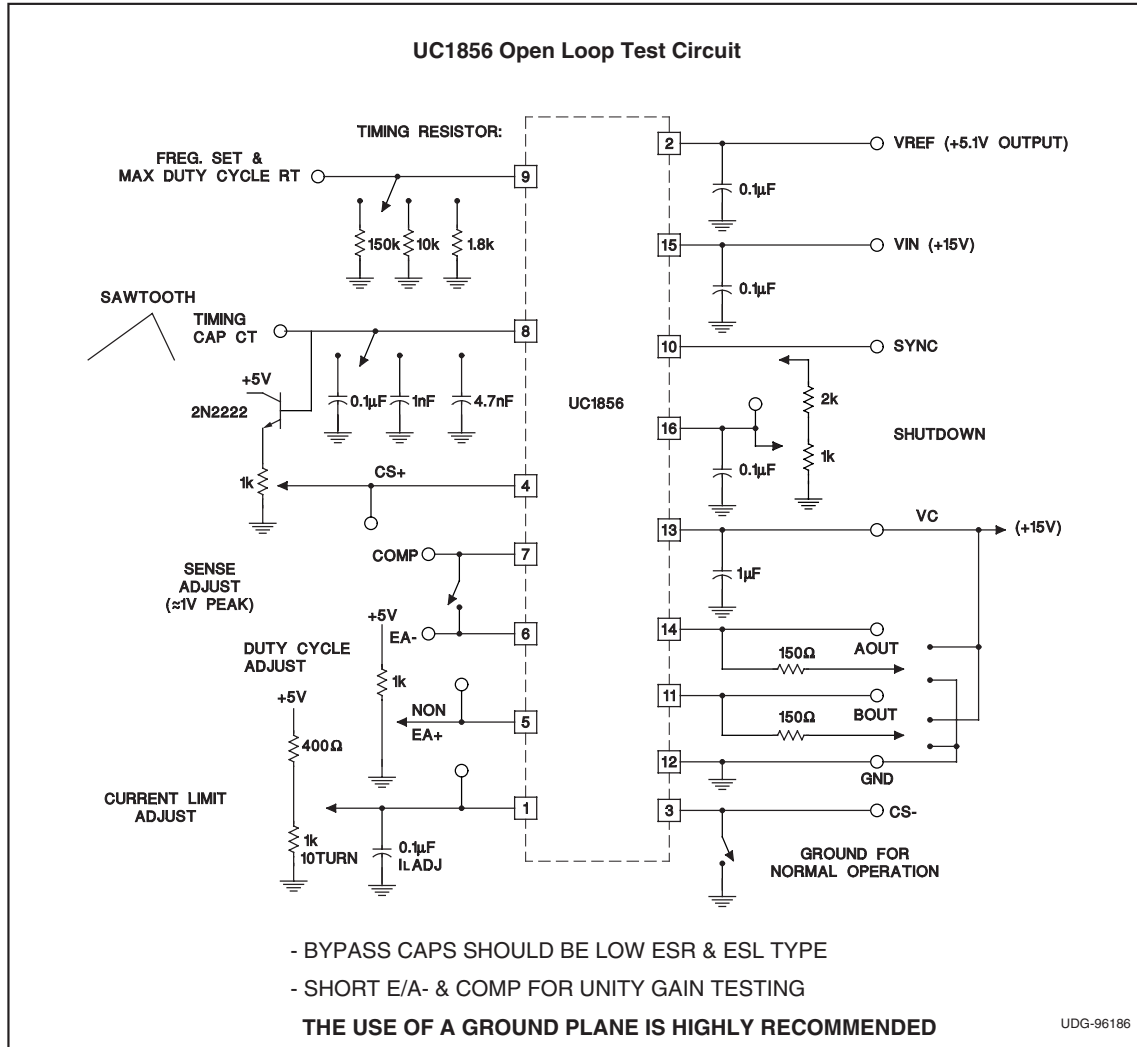 UC1856 Open Loop Test Circuit
TIMING RESISTOR:
FREG. SET &
MAX DUTY CYCLE RT
9
150k
10k
1.8k
SAWTOOTH
TIMING
CAP CT
8
+5V
2N2222
0.1µF
1nF
4.7nF
1k
CS+
4
COMP
7
SENSE
ADJUST
(≈1V PEAK)
+5V
EA-
6
DUTY CYCLE
ADJUST
1k
NON
EA+
5
+5V
400Ω
CURRENT LIMIT
ADJUST
1
1k
10TURN
0.1µF
ILADJ
UC1856
2
VREF (+5.1V OUTPUT)
0.1µF
15
VIN (+15V)
0.1µF
10
SYNC
2k
16
SHUTDOWN
0.1µF
1k
13
VC
(+15V)
1µF
14
AOUT
150Ω
11
BOUT
150Ω
12
GND
3
CS-
GROUND FOR
NORMAL OPERATION
- BYPASS CAPS SHOULD BE LOW ESR & ESL TYPE
- SHORT E/A- & COMP FOR UNITY GAIN TESTING
THE USE OF A GROUND PLANE IS HIGHLY RECOMMENDED
UDG-96186